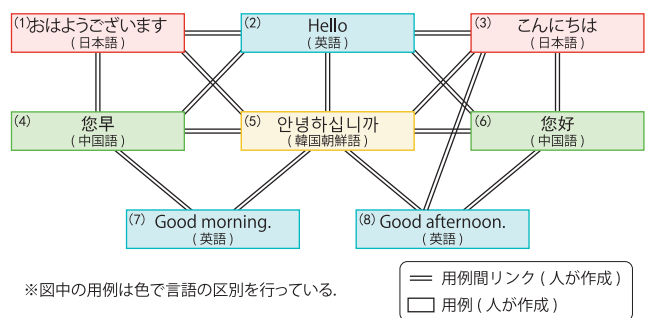 (1)おはようございます
(日本語)
(2) Hello
(英語)
(3) こんにちは
(日本語)
(4) 您早
(中国語)
(5) 안녕하십니까
(韓国朝鮮語)
(6) 您好
(中国語)
(7) Good morning.
(英語)
(8) Good afternoon.
(英語)
※図中の用例は色で言語の区別を行っている.
用例間リンク(人が作成)
用例(人が作成)